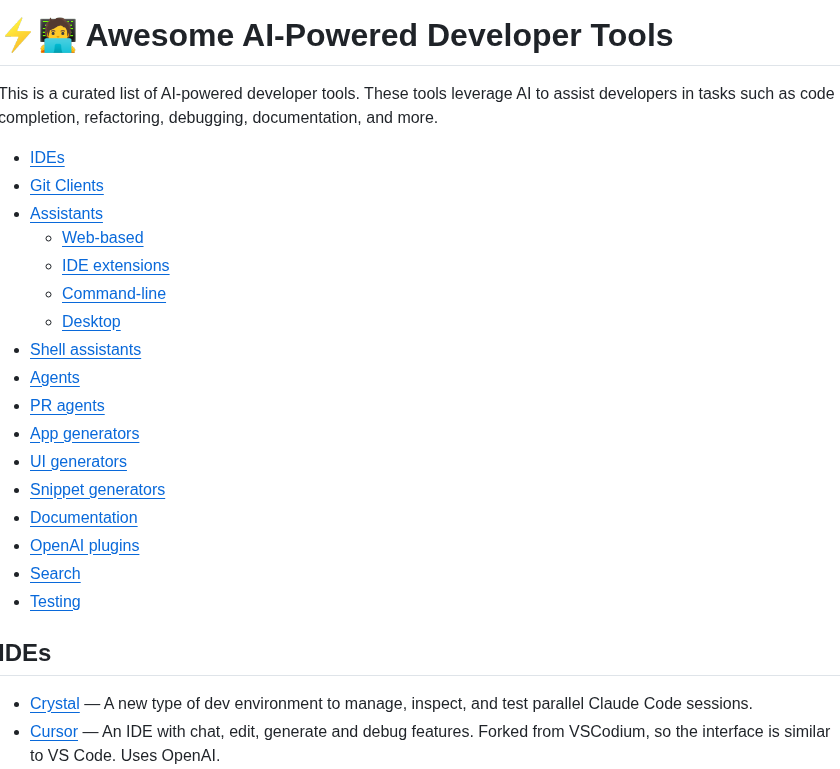 ⚡🧑‍💻 Awesome AI-Powered Developer Tools
This is a curated list of AI-powered developer tools. These tools leverage AI to assist developers in tasks such as code
completion, refactoring, debugging, documentation, and more.
IDEs
Git Clients
Assistants
Web-based
IDE extensions
Command-line
Desktop
Shell assistants
Agents
PR agents
App generators
UI generators
Snippet generators
Documentation
OpenAI plugins
Search
Testing
IDEs
Crystal — A new type of dev environment to manage, inspect, and test parallel Claude Code sessions.
Cursor — An IDE with chat, edit, generate and debug features. Forked from VSCodium, so the interface is similar
to VS Code. Uses OpenAI.